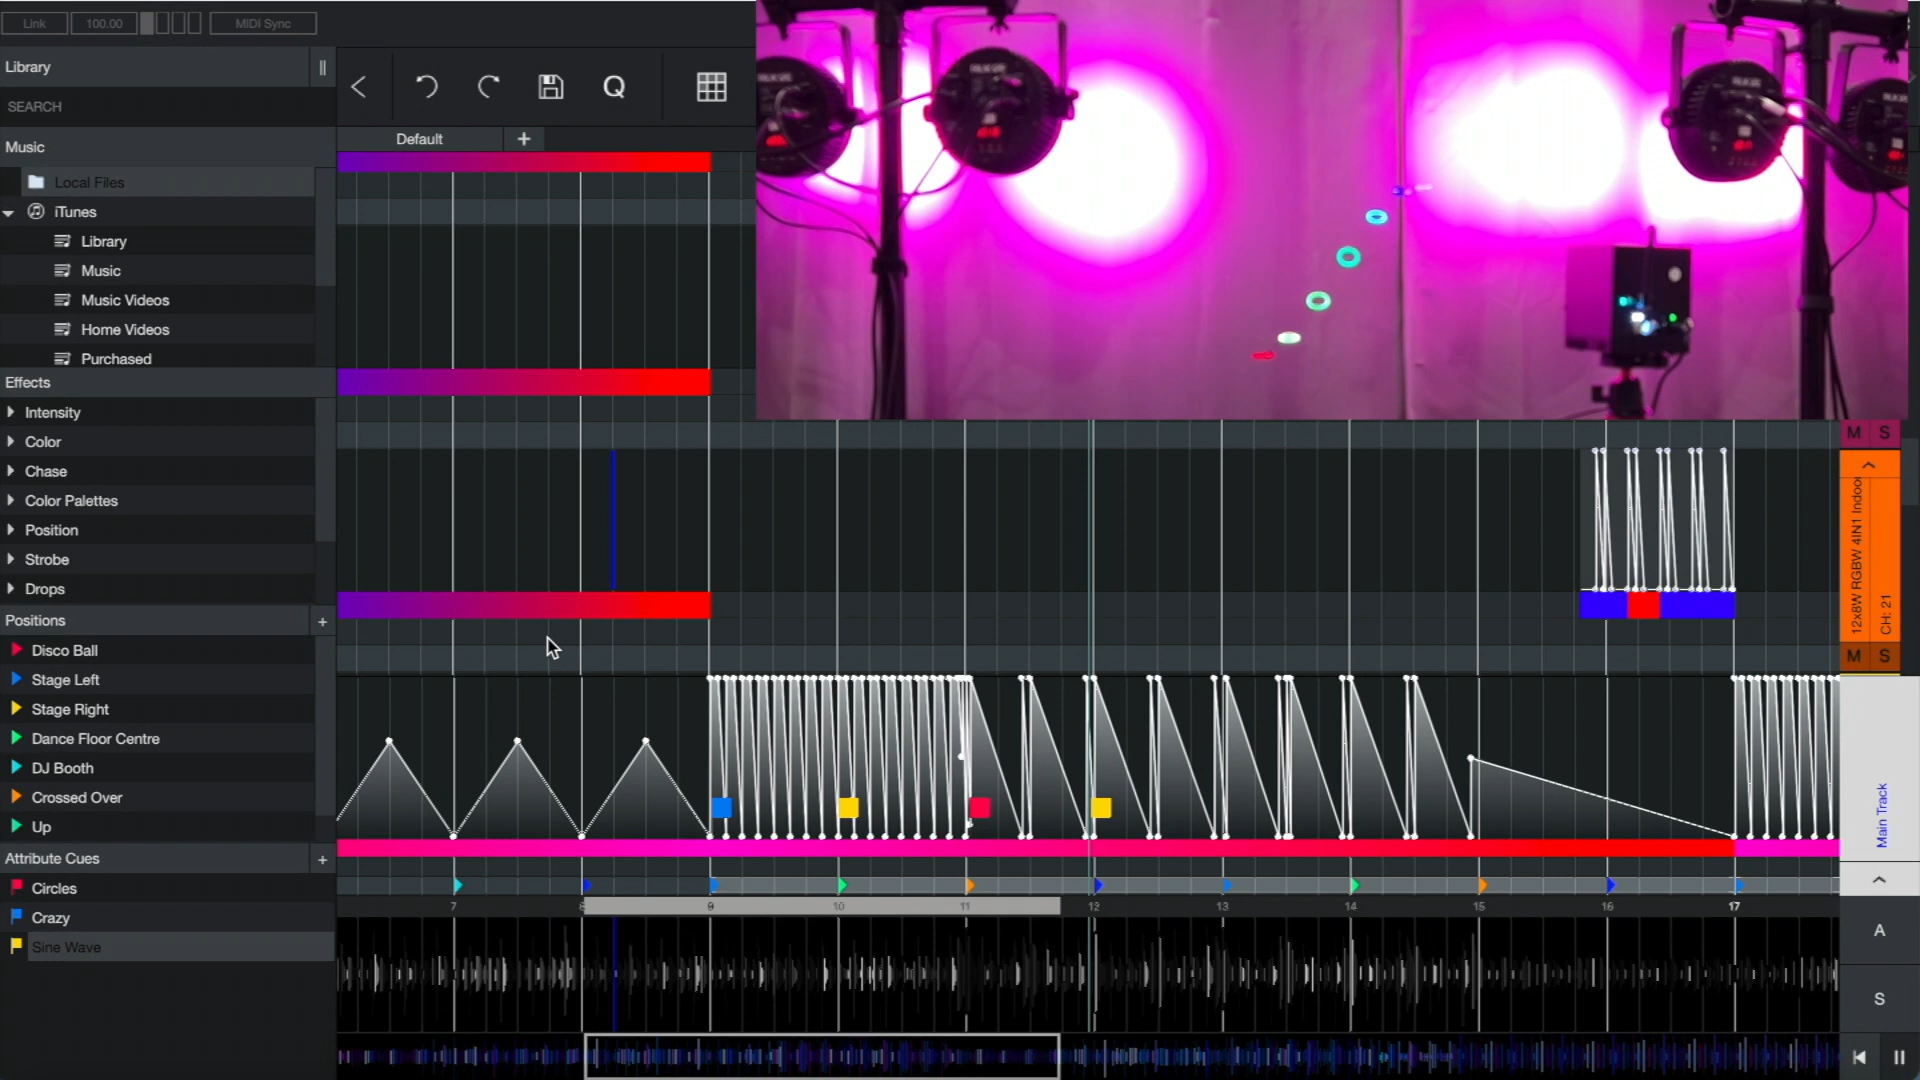 Link
100.00
MIDI Sync
Library
SEARCH
Q
Music
Default
+
Local Files
iTunes
Library
Music
Music Videos
Home Videos
Purchased
Effects
Intensity
Color
M S
Chase
Color Palettes
Position
Strobe
Drops
12x8W RGBW 4IN1 Indoo
CH: 21
Positions +
M S
Disco Ball
Stage Left
Stage Right
Dance Floor Centre
DJ Booth
Crossed Over
Up
Main Track
Attribute Cues +
Circles
Crazy
Sine Wave
7 8 9 10 11 12 13 14 15 16 17
A
S